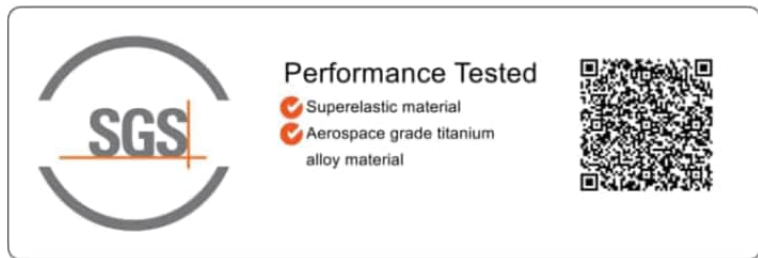 SGS
Performance Tested
Superelastic material
Aerospace grade titanium
alloy material